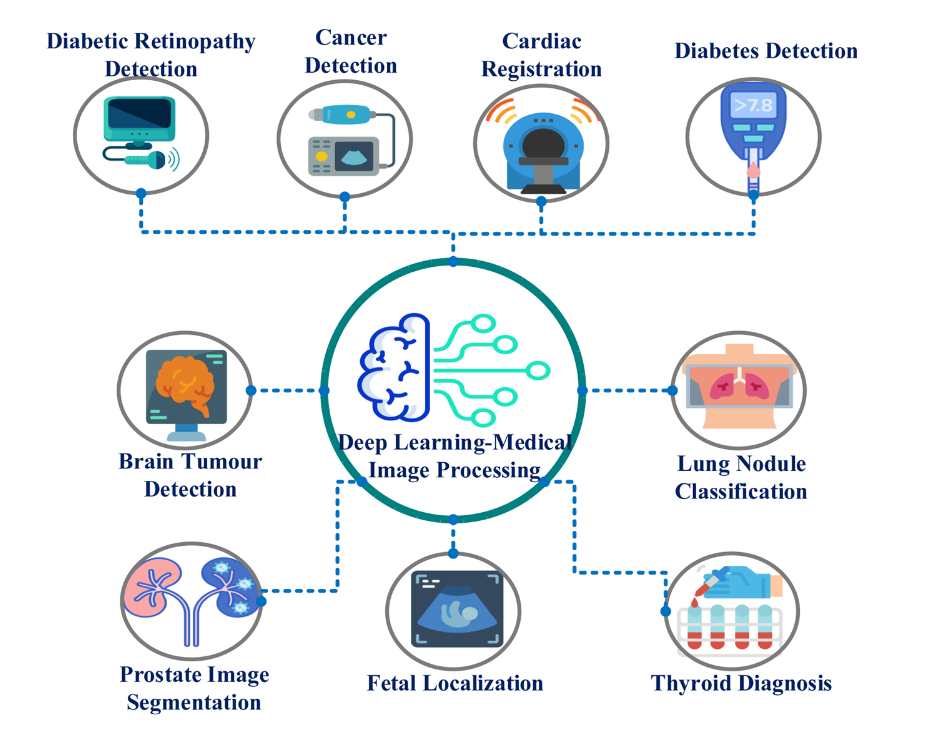 Diabetic Retinopathy
Detection
Cancer
Detection
Cardiac
Registration
Diabetes Detection
>7.8
Deep Learning-Medical
Image Processing
Brain Tumour
Detection
Lung Nodule
Classification
Prostate Image
Segmentation
Fetal Localization
Thyroid Diagnosis